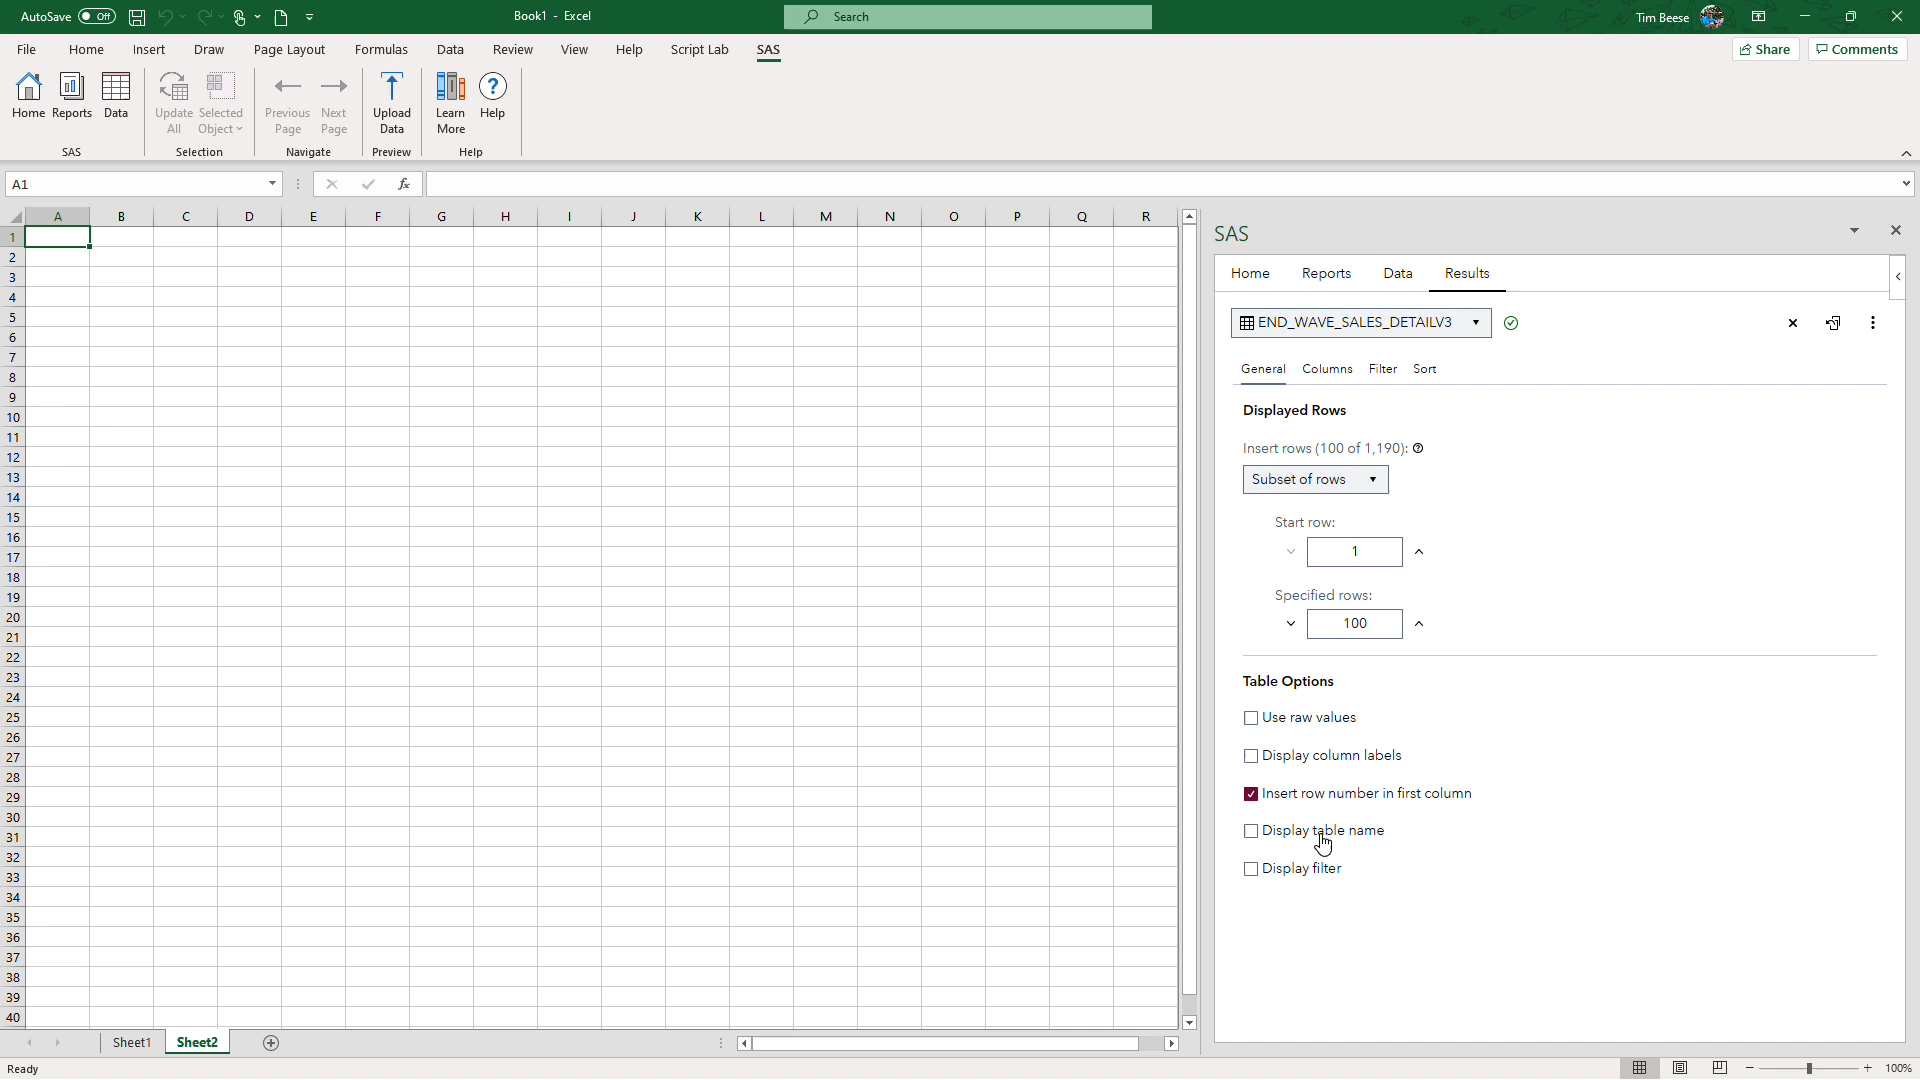 AutoSave Off Book1 - Excel Search Tim Beese
File Home Insert Draw Page Layout Formulas Data Review View Help Script Lab SAS Share Comments
Home Reports Data Update All Selected Object Previous Page Next Page Upload Data Learn More Help
SAS Selection Navigate Preview Help
A1 fx
A B C D E F G H I J K L M N O P Q R
1
2
3
4
5
6
7
8
9
10
11
12
13
14
15
16
17
18
19
20
21
22
23
24
25
26
27
28
29
30
31
32
33
34
35
36
37
38
39
40
SAS
Home Reports Data Results
END_WAVE_SALES_DETAILV3
General Columns Filter Sort
Displayed Rows
Insert rows (100 of 1,190):
Subset of rows
Start row:
1
Specified rows:
100
Table Options
Use raw values
Display column labels
Insert row number in first column
Display table name
Display filter
Sheet1 Sheet2
Ready 100%